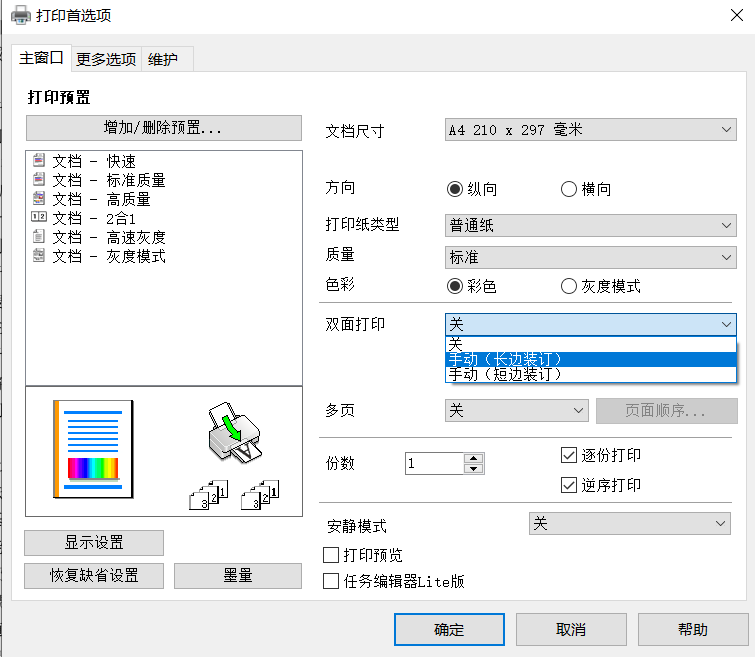 打印首选项
主窗口 更多选项 维护
打印预置
增加/删除预置...
文档 - 快速
文档 - 标准质量
文档 - 高质量
文档 - 2合1
文档 - 高速灰度
文档 - 灰度模式
显示设置
恢复缺省设置 墨量
文档尺寸 A4 210 x 297 毫米
方向 纵向 横向
打印纸类型 普通纸
质量 标准
色彩 彩色 灰度模式
双面打印 关
关
手动（长边装订）
手动（短边装订）
多页 关 页面顺序...
份数 1 逐份打印
逆序打印
安静模式 关
打印预览
任务编辑器Lite版
确定 取消 帮助